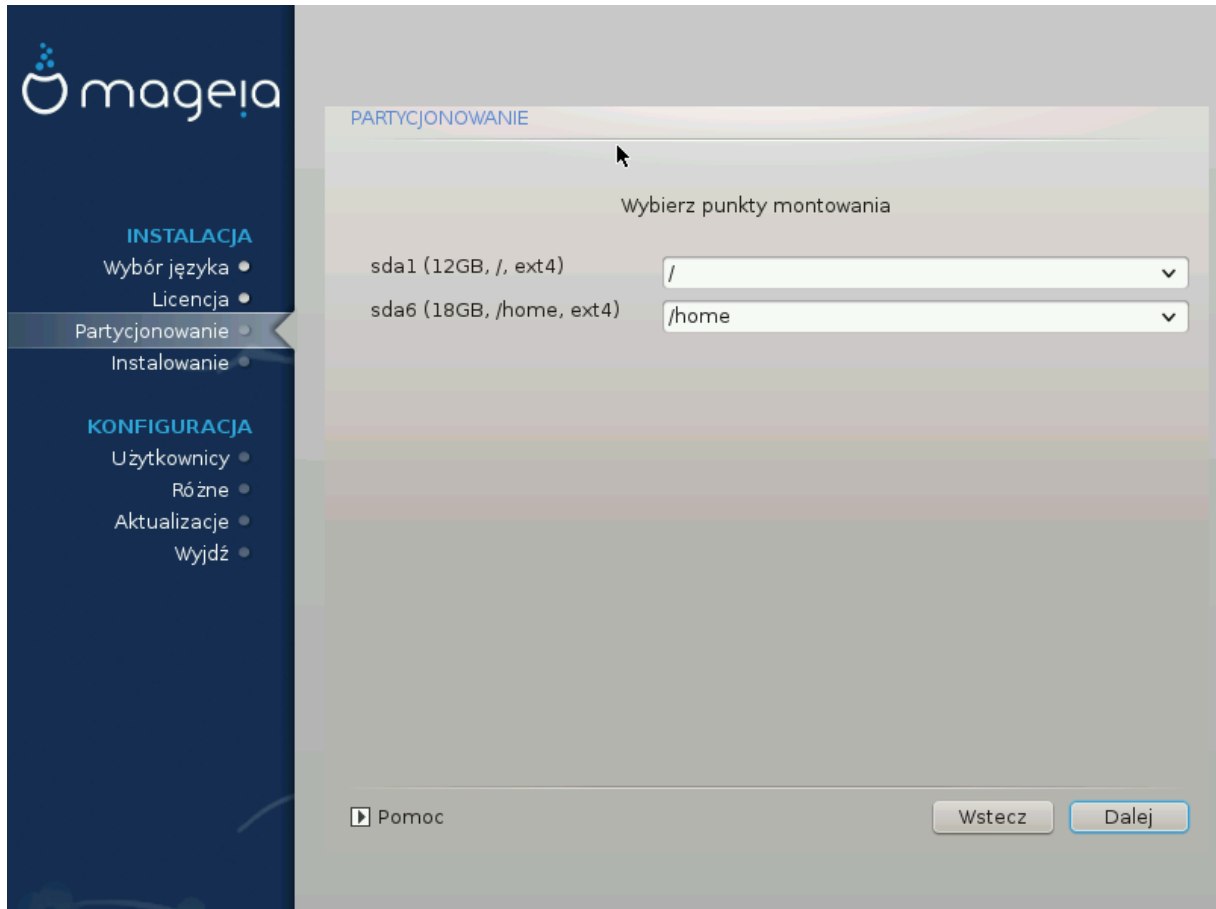 mageia
INSTALACJA
Wybór języka
Licencja
Partycjonowanie
Instalowanie
KONFIGURACJA
Użytkownicy
Różne
Aktualizacje
Wyjdź
PARTYCJONOWANIE
Wybierz punkty montowania
sda1 (12GB, /, ext4) /
sda6 (18GB, /home, ext4) /home
Pomoc
Wstecz Dalej